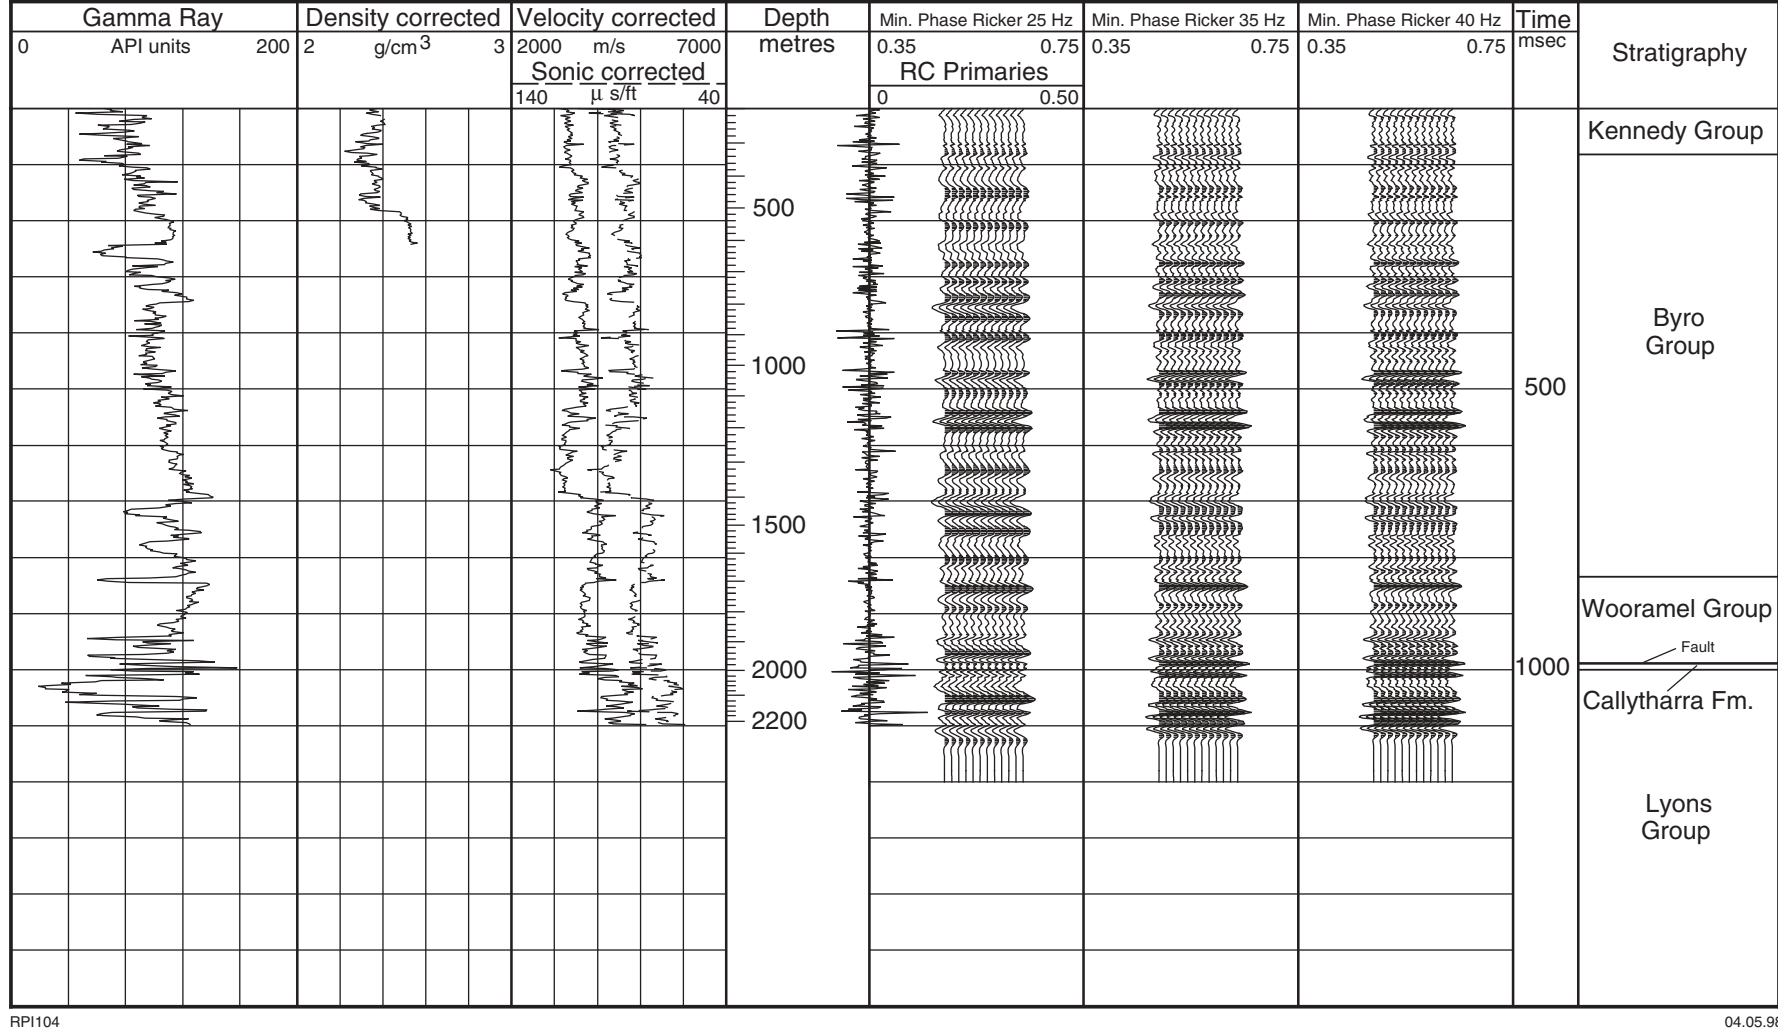 Gamma Ray
0 API units 200
Density corrected
2 g/cm3 3
Velocity corrected
2000 m/s 7000
Sonic corrected
140 μ s/ft 40
Depth
metres
Min. Phase Ricker 25 Hz
0.35 0.75
RC Primaries
0 0.50
Min. Phase Ricker 35 Hz
0.35 0.75
Min. Phase Ricker 40 Hz
0.35 0.75
Time
msec
Stratigraphy
500
1000
1500
2000
2200
500
1000
Kennedy Group
Byro
Group
Wooramel Group
Fault
Callytharra Fm.
Lyons
Group
RPI104
04.05.98